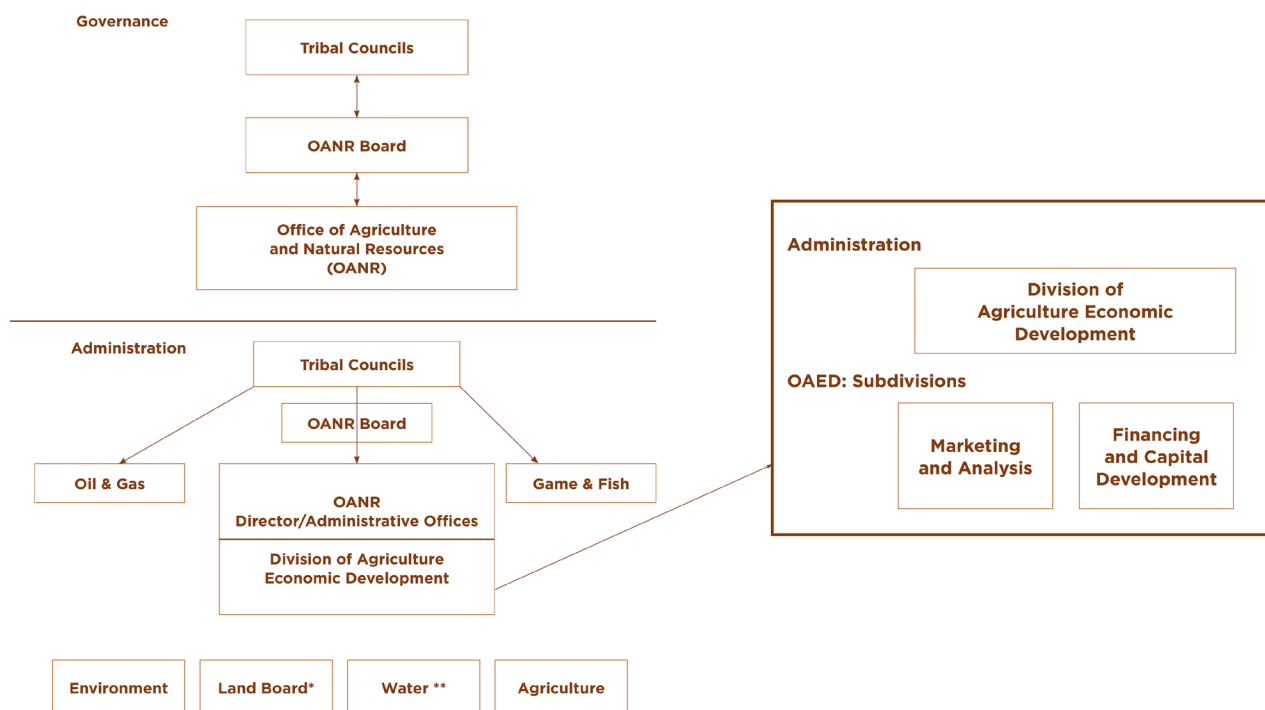 Governance
Tribal Councils
OANR Board
Office of Agriculture
and Natural Resources
(OANR)
Administration
Tribal Councils
OANR Board
Oil & Gas
OANR
Director/Administrative Offices
Game & Fish
Division of Agriculture
Economic Development
Environment
Land Board*
Water **
Agriculture
Administration
Division of
Agriculture Economic
Development
OAED: Subdivisions
Marketing
and Analysis
Financing
and Capital
Development